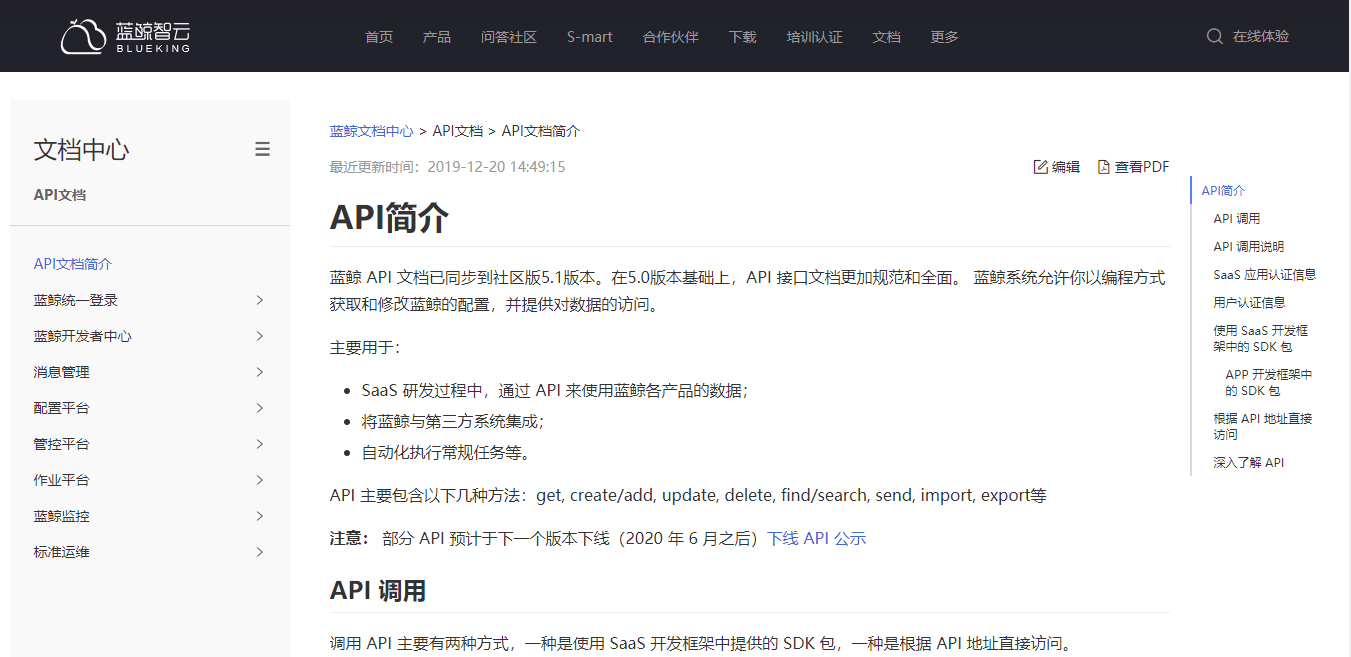 蓝鲸智云
BLUEKING
首页
产品
问答社区
S-mart
合作伙伴
下载
培训认证
文档
更多
在线体验
文档中心
API文档
API文档简介
蓝鲸统一登录
蓝鲸开发者中心
消息管理
配置平台
管控平台
作业平台
蓝鲸监控
标准运维
蓝鲸文档中心 > API文档 > API文档简介
最近更新时间：2019-12-20 14:49:15
编辑
查看PDF
API简介
蓝鲸 API 文档已同步到社区版5.1版本。在5.0版本基础上，API 接口文档更加规范和全面。 蓝鲸系统允许你以编程方式
获取和修改蓝鲸的配置，并提供对数据的访问。
主要用于：
SaaS 研发过程中，通过 API 来使用蓝鲸各产品的数据；
将蓝鲸与第三方系统集成；
自动化执行常规任务等。
API 主要包含以下几种方法：get, create/add, update, delete, find/search, send, import, export等
注意： 部分 API 预计于下一个版本下线（2020 年 6 月之后）下线 API 公示
API 调用
调用 API 主要有两种方式，一种是使用 SaaS 开发框架中提供的 SDK 包，一种是根据 API 地址直接访问。
API简介
API 调用
API 调用说明
SaaS 应用认证信息
用户认证信息
使用 SaaS 开发框
架中的 SDK 包
APP 开发框架中
的 SDK 包
根据 API 地址直接
访问
深入了解 API